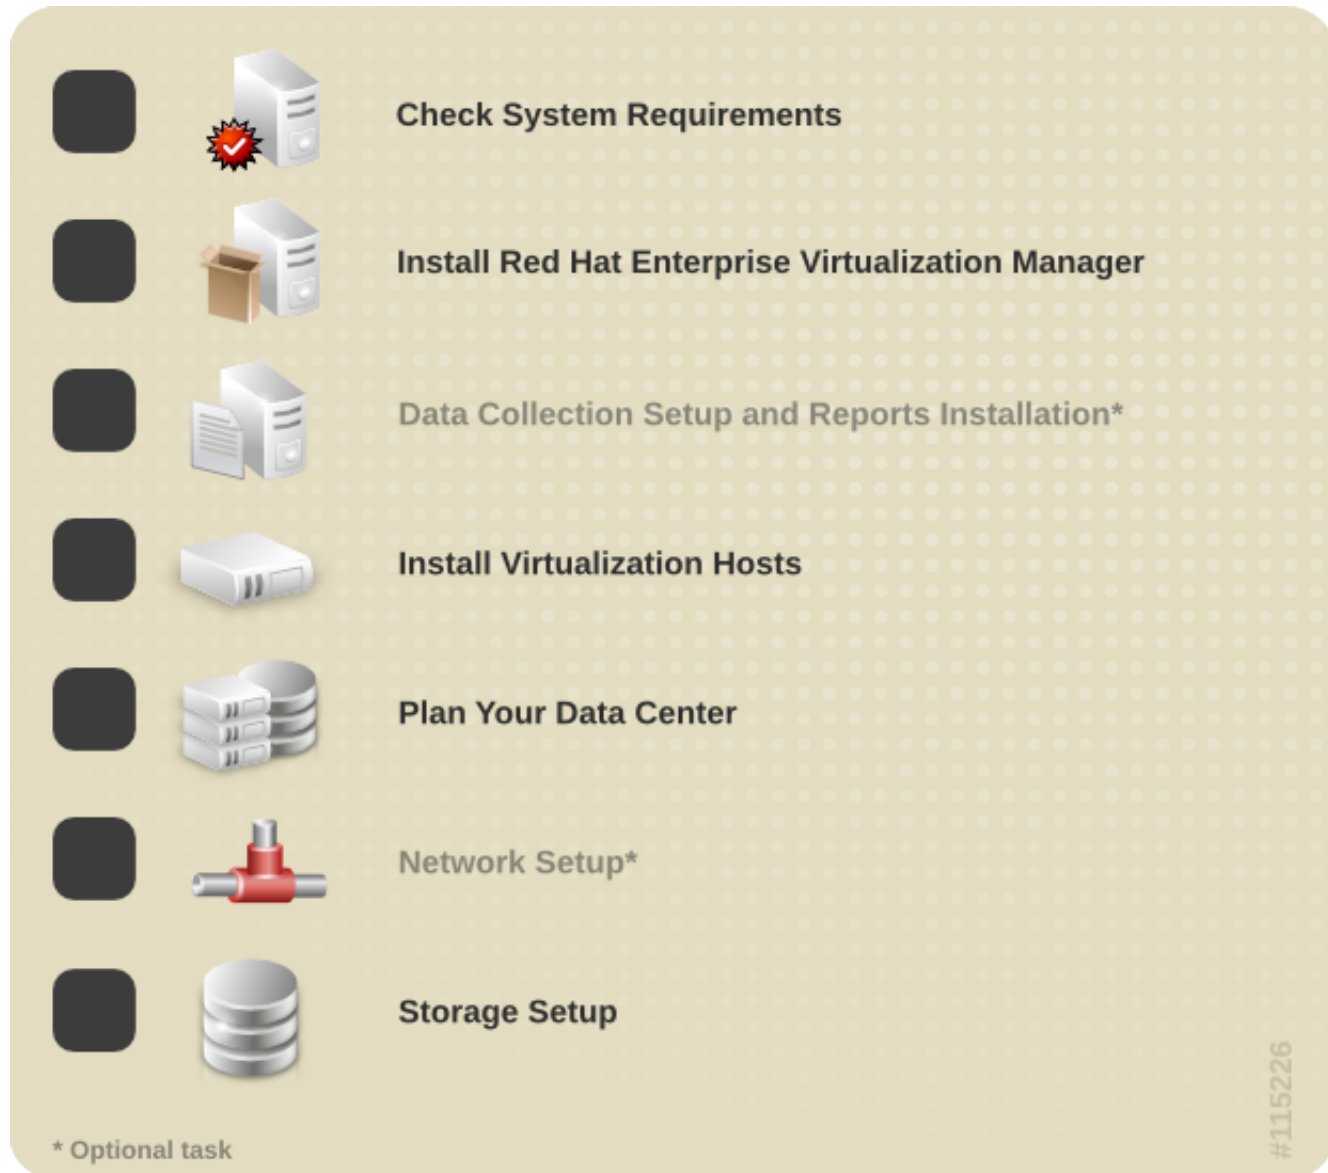 Check System Requirements
Install Red Hat Enterprise Virtualization Manager
Data Collection Setup and Reports Installation*
Install Virtualization Hosts
Plan Your Data Center
Network Setup*
Storage Setup
#115226
* Optional task